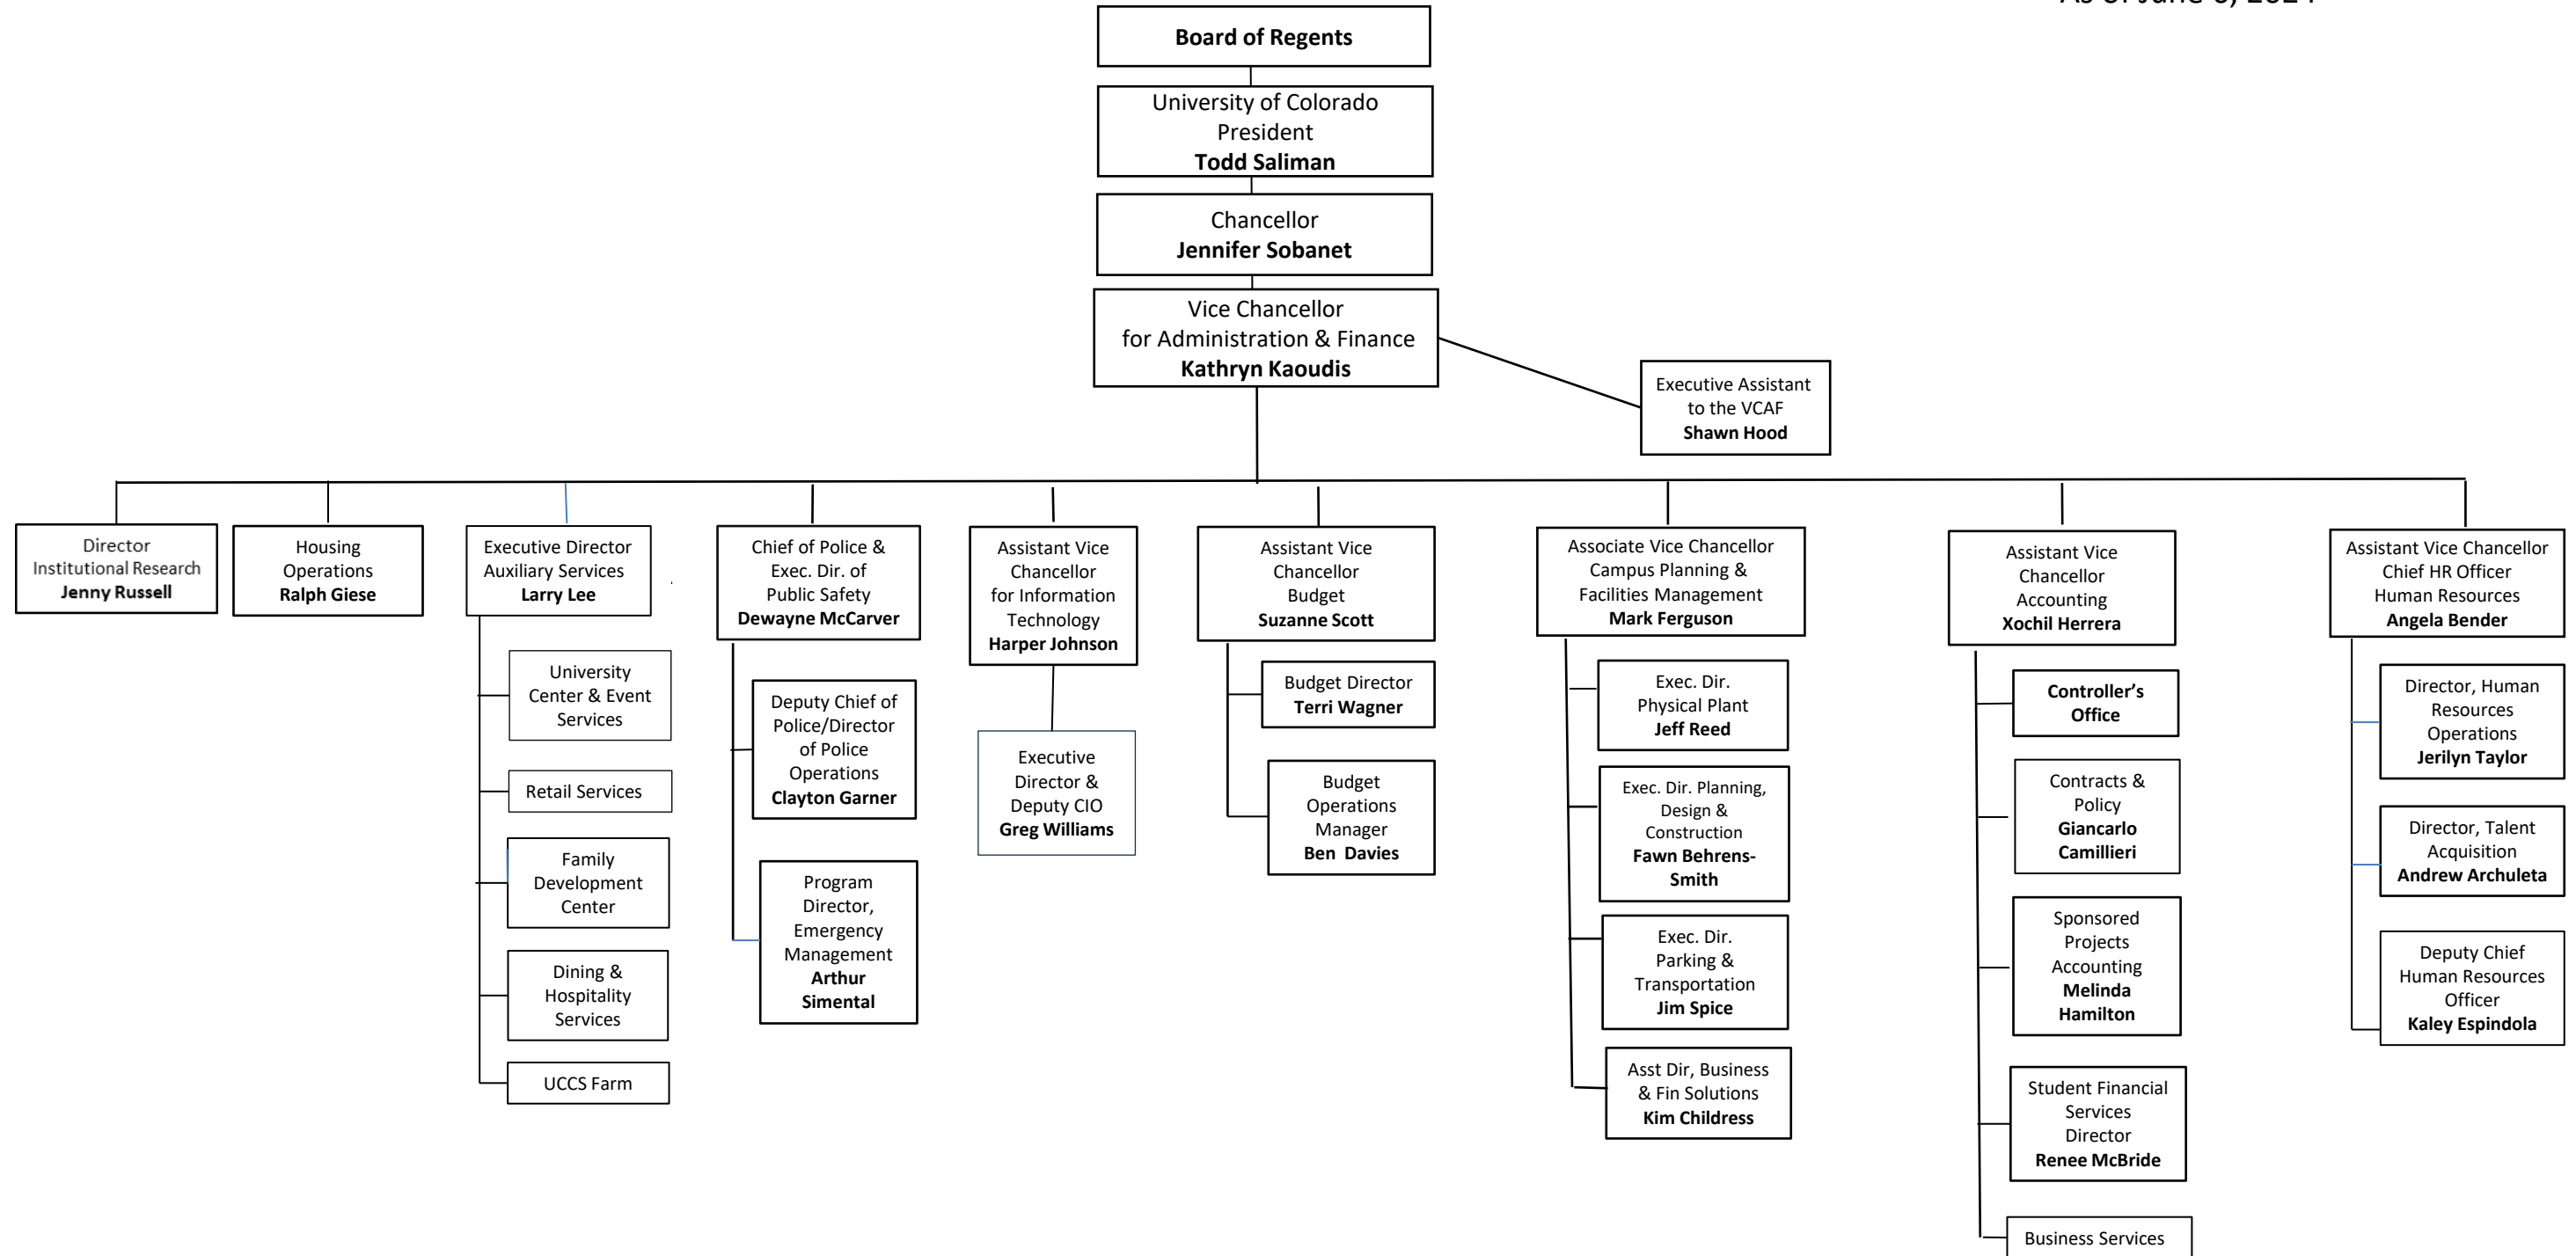 Board of Regents
University of Colorado
President
Todd Saliman
Chancellor
Jennifer Sobanet
Vice Chancellor
for Administration & Finance
Kathryn Kaoudis
Executive Assistant
to the VCAF
Shawn Hood
Director
Institutional Research
Jenny Russell
Housing
Operations
Ralph Giese
Executive Director
Auxiliary Services
Larry Lee
University
Center & Event
Services
Retail Services
Family
Development
Center
Dining &
Hospitality
Services
UCCS Farm
Chief of Police &
Exec. Dir. of
Public Safety
Dewayne McCarver
Deputy Chief of
Police/Director
of Police
Operations
Clayton Garner
Program
Director,
Emergency
Management
Arthur
Simental
Assistant Vice
Chancellor
for Information
Technology
Harper Johnson
Executive
Director &
Deputy CIO
Greg Williams
Assistant Vice
Chancellor
Budget
Suzanne Scott
Budget Director
Terri Wagner
Budget
Operations
Manager
Ben Davies
Associate Vice Chancellor
Campus Planning &
Facilities Management
Mark Ferguson
Exec. Dir.
Physical Plant
Jeff Reed
Exec. Dir. Planning,
Design &
Construction
Fawn Behrens-
Smith
Exec. Dir.
Parking &
Transportation
Jim Spice
Asst Dir, Business
& Fin Solutions
Kim Childress
Assistant Vice
Chancellor
Accounting
Xochil Herrera
Controller’s
Office
Contracts &
Policy
Giancarlo
Camillieri
Sponsored
Projects
Accounting
Melinda
Hamilton
Student Financial
Services
Director
Renee McBride
Business Services
Assistant Vice Chancellor
Chief HR Officer
Human Resources
Angela Bender
Director, Human
Resources
Operations
Jerilyn Taylor
Director, Talent
Acquisition
Andrew Archuleta
Deputy Chief
Human Resources
Officer
Kaley Espindola